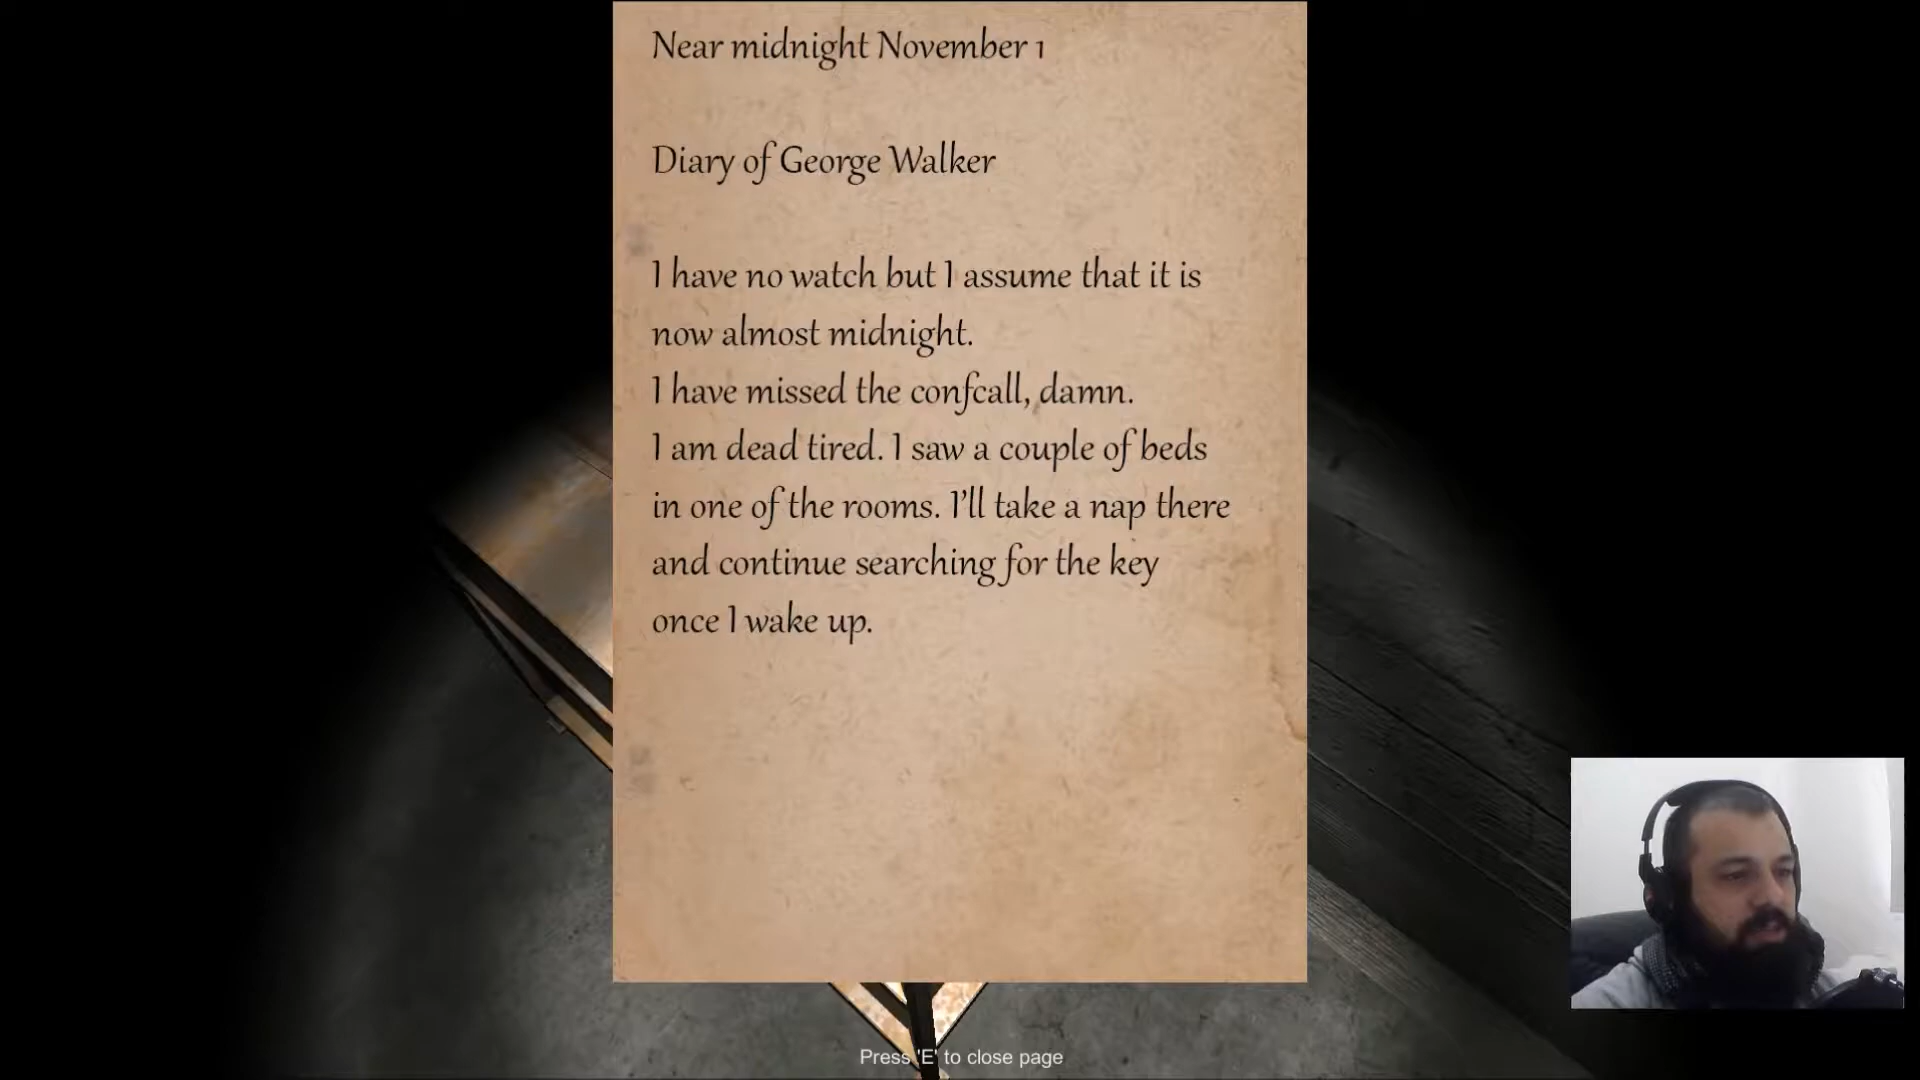 Near midnight November 1
Diary of George Walker
I have no watch but I assume that it is
now almost midnight.
I have missed the confcall, damn.
I am dead tired. I saw a couple of beds
in one of the rooms. I'll take a nap there
and continue searching for the key
once I wake up.
Press 'E' to close page